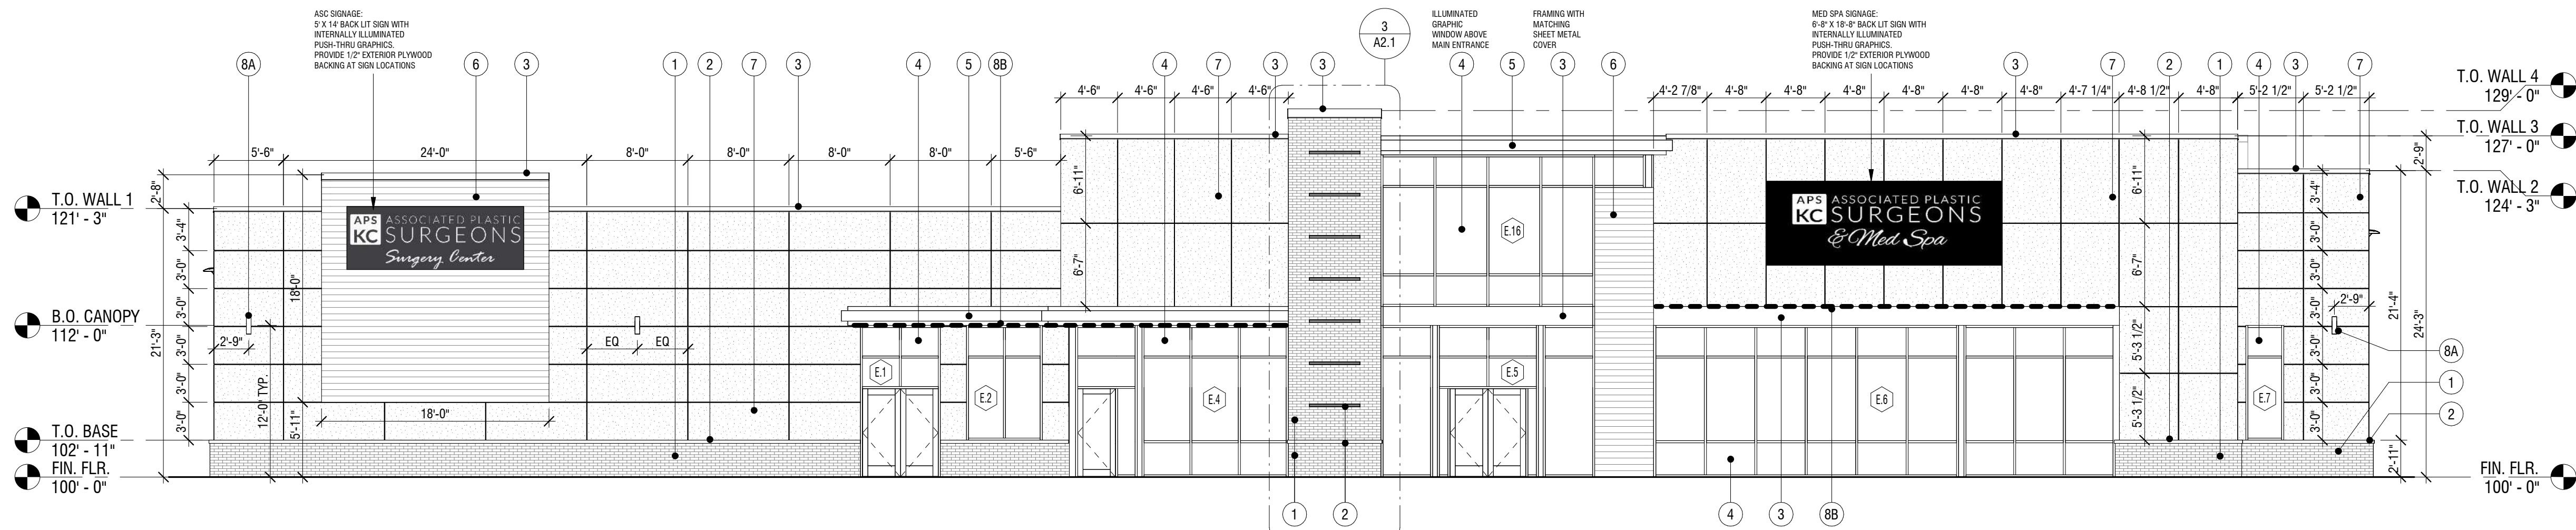 ASC SIGNAGE:
5' X 14' BACK LIT SIGN WITH
INTERNALLY ILLUMINATED
PUSH-THRU GRAPHICS.
PROVIDE 1/2" EXTERIOR PLYWOOD
BACKING AT SIGN LOCATIONS
3
A2.1
ILLUMINATED
GRAPHIC
WINDOW ABOVE
MAIN ENTRANCE
FRAMING WITH
MATCHING
SHEET METAL
COVER
MED SPA SIGNAGE:
6'-8" X 18'-8" BACK LIT SIGN WITH
INTERNALLY ILLUMINATED
PUSH-THRU GRAPHICS.
PROVIDE 1/2" EXTERIOR PLYWOOD
BACKING AT SIGN LOCATIONS
8A 6 3 1 2 7 3 4 5 8B 4 7 3 3 4 5 3 6 3 7 2 1 4 3 7
4'-6" 4'-6" 4'-6" 4'-6" 4'-2 7/8" 4'-8" 4'-8" 4'-8" 4'-8" 4'-8" 4'-8" 4'-7 1/4" 4'-8 1/2" 4'-8" 5'-2 1/2" 5'-2 1/2"
5'-6" 24'-0" 8'-0" 8'-0" 8'-0" 8'-0" 5'-6"
T.O. WALL 4
129' - 0"
T.O. WALL 3
127' - 0"
T.O. WALL 2
124' - 3"
T.O. WALL 1
121' - 3"
B.O. CANOPY
112' - 0"
T.O. BASE
102' - 11"
FIN. FLR.
100' - 0"
2'-8"
21'-3"
3'-4"
3'-0"
3'-0"
3'-0"
3'-0"
3'-0"
2'-9"
12'-0" TYP.
18'-0"
5'-11"
18'-0"
EQ EQ
APS
KC
ASSOCIATED PLASTIC
SURGEONS
Surgery Center
6'-11"
6'-7"
E.1
E.2
E.4
E.16
E.5
APS
KC
ASSOCIATED PLASTIC
SURGEONS
& Med Spa
E.6
6'-11"
6'-7"
5'-3 1/2"
5'-3 1/2"
E.7
3'-4"
3'-0"
3'-0"
3'-0"
3'-0"
3'-0"
3'-0"
2'-9"
2'-9"
21'-4"
24'-3"
2'-11"
8A
1
2
FIN. FLR.
100' - 0"
1 2 4 3 8B